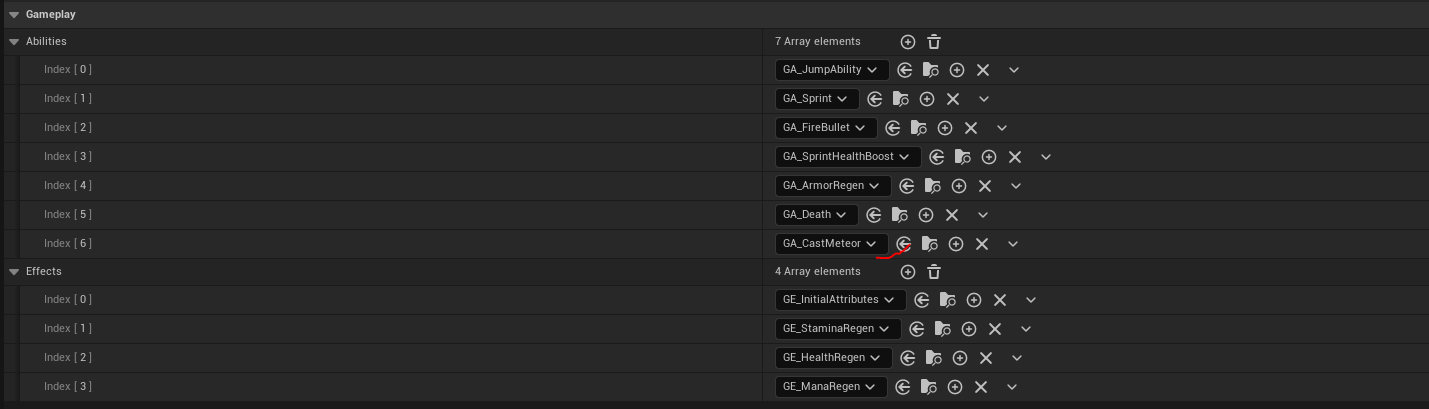 Gameplay
Abilities 7 Array elements
Index [ 0 ] GA_JumpAbility
Index [ 1 ] GA_Sprint
Index [ 2 ] GA_FireBullet
Index [ 3 ] GA_SprintHealthBoost
Index [ 4 ] GA_ArmorRegen
Index [ 5 ] GA_Death
Index [ 6 ] GA_CastMeteor
Effects 4 Array elements
Index [ 0 ] GE_InitialAttributes
Index [ 1 ] GE_StaminaRegen
Index [ 2 ] GE_HealthRegen
Index [ 3 ] GE_ManaRegen